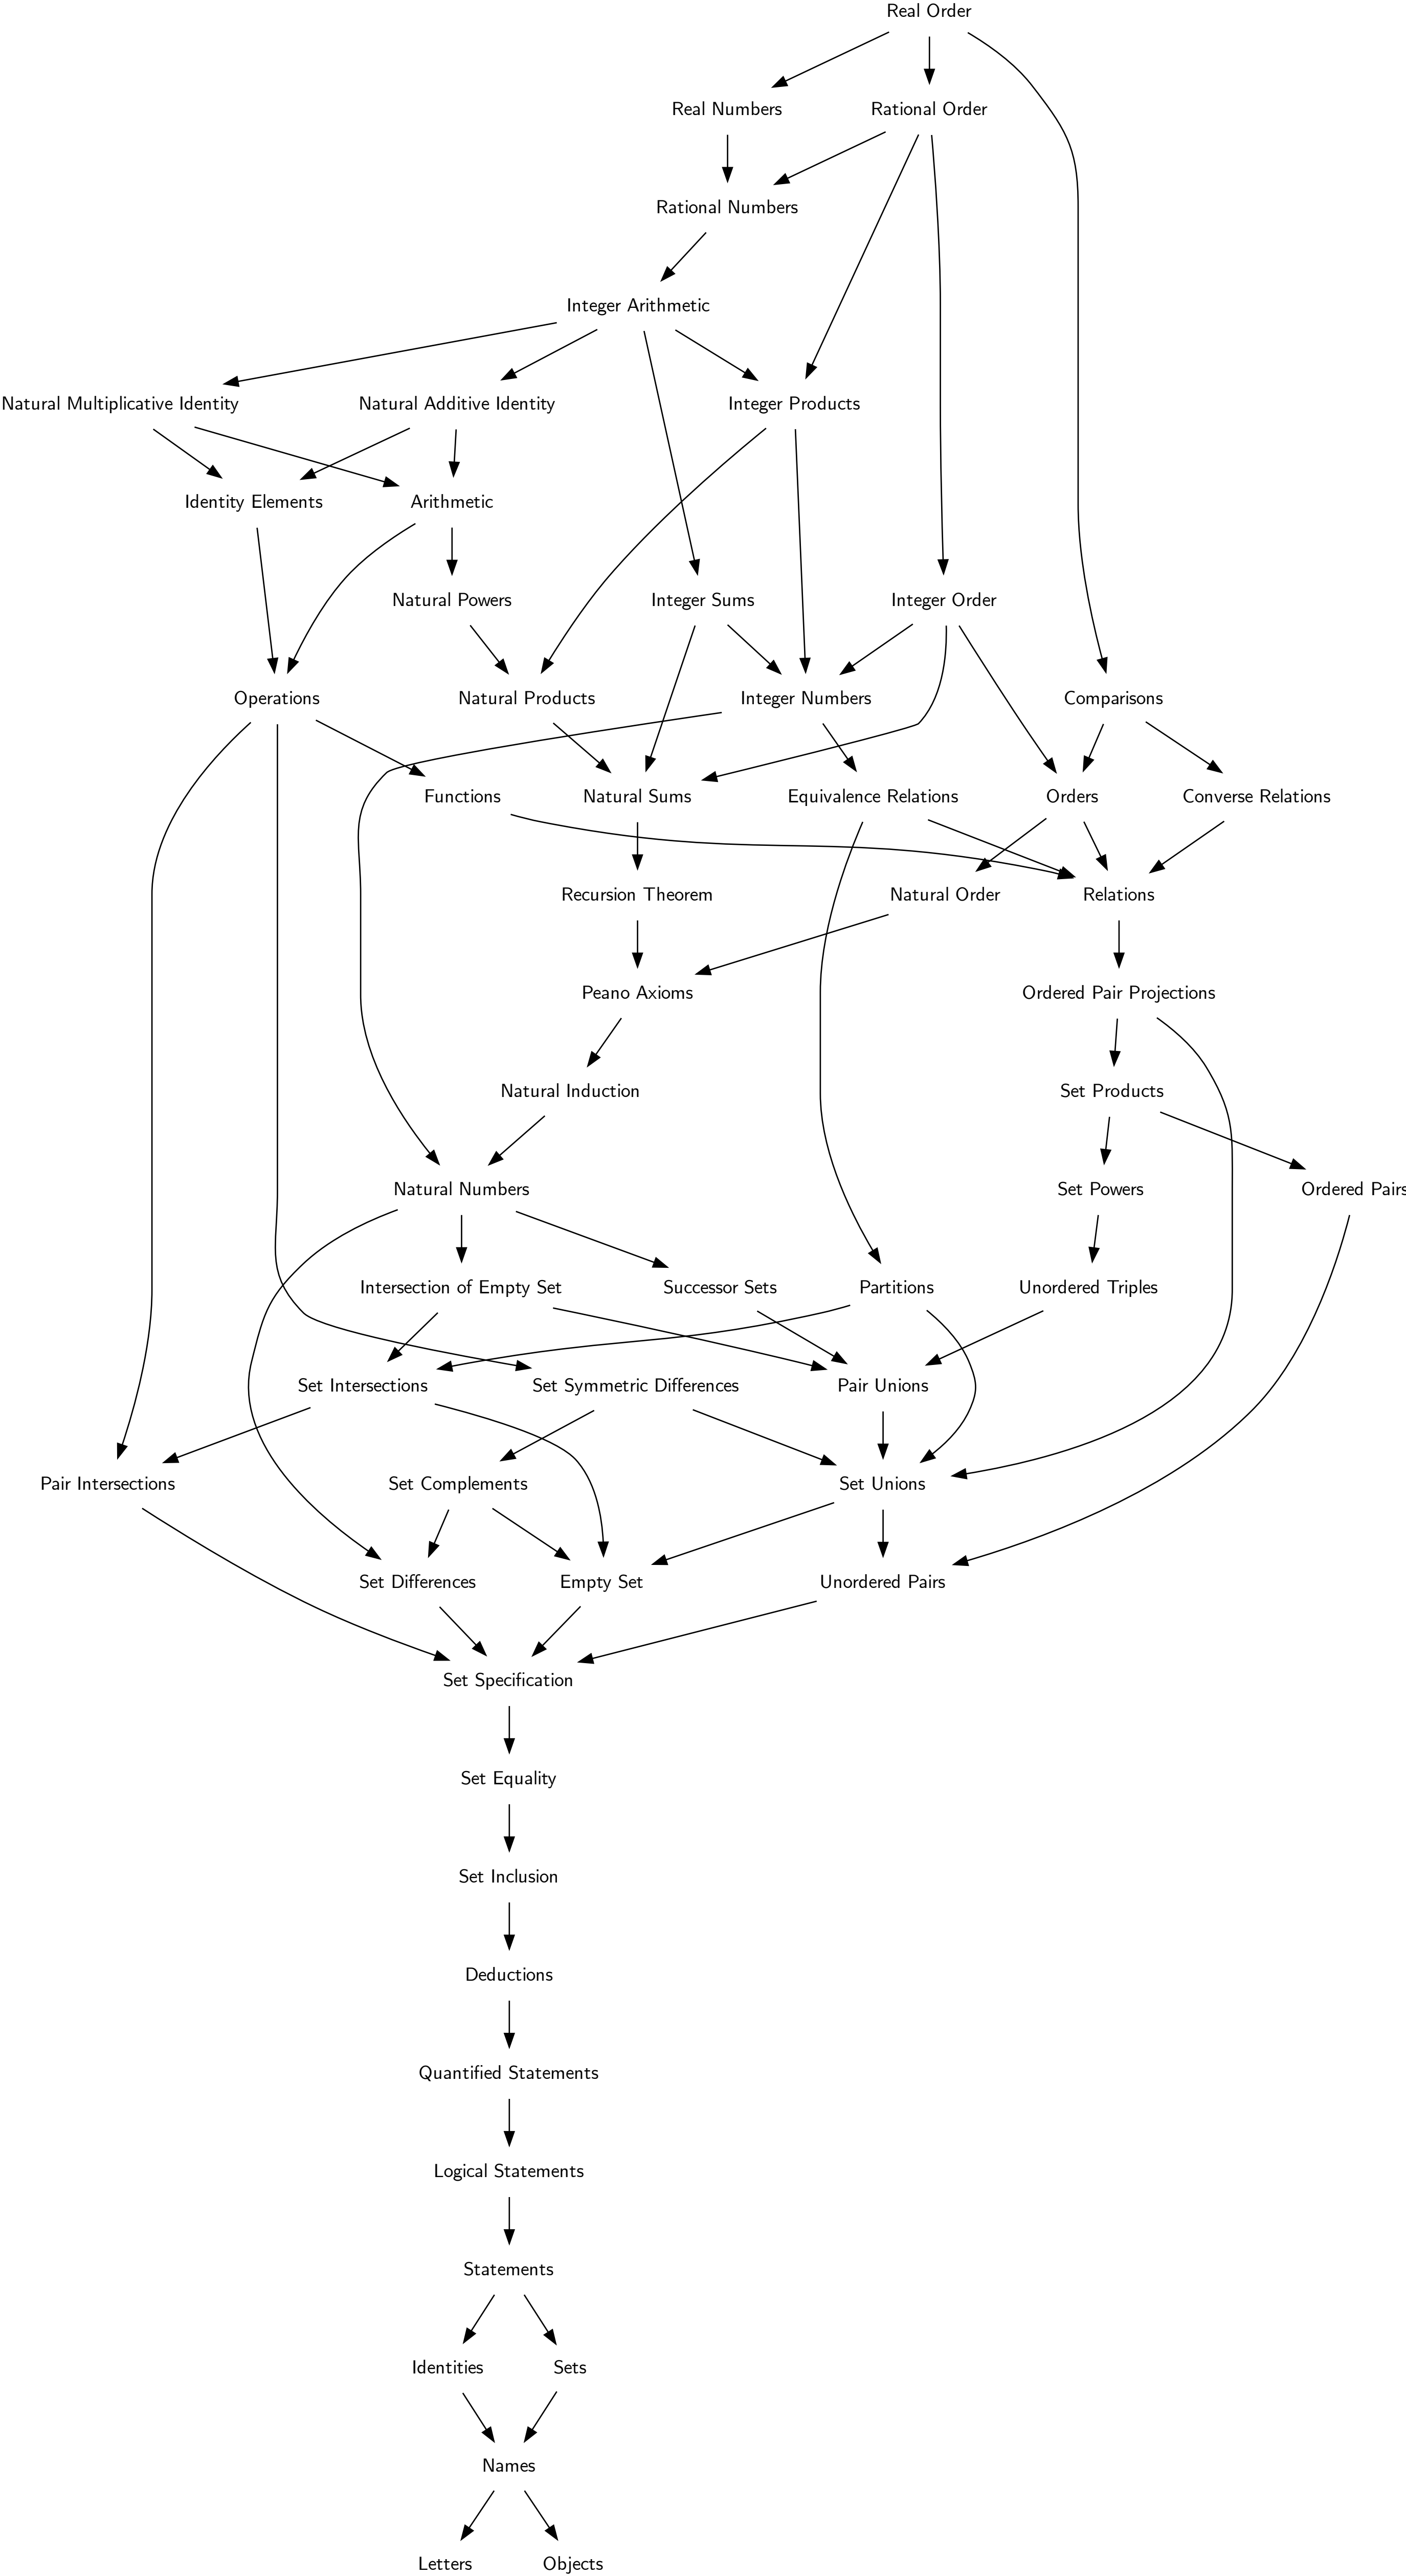 Real Order
Real Numbers
Rational Order
Rational Numbers
Integer Arithmetic
Natural Multiplicative Identity
Natural Additive Identity
Integer Products
Identity Elements
Arithmetic
Natural Powers
Integer Sums
Integer Order
Operations
Natural Products
Integer Numbers
Comparisons
Functions
Natural Sums
Equivalence Relations
Orders
Converse Relations
Recursion Theorem
Natural Order
Relations
Peano Axioms
Ordered Pair Projections
Natural Induction
Set Products
Natural Numbers
Set Powers
Ordered Pairs
Intersection of Empty Set
Successor Sets
Partitions
Unordered Triples
Set Intersections
Set Symmetric Differences
Pair Unions
Pair Intersections
Set Complements
Set Unions
Set Differences
Empty Set
Unordered Pairs
Set Specification
Set Equality
Set Inclusion
Deductions
Quantified Statements
Logical Statements
Statements
Identities
Sets
Names
Letters
Objects